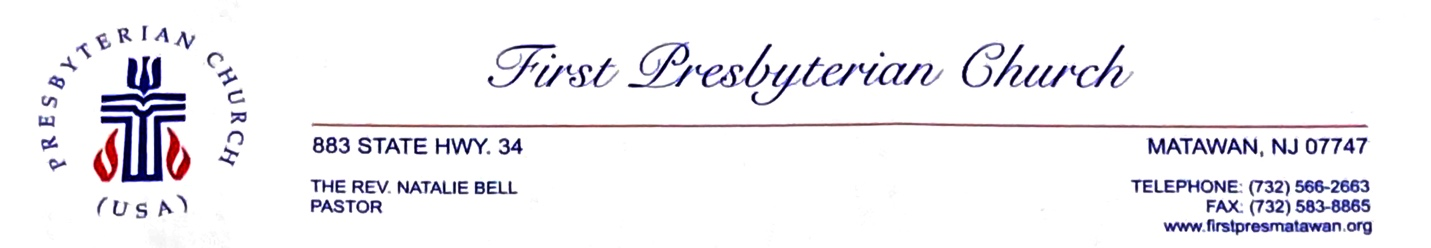 PRESBYTERIAN CHURCH
(USA)
First Presbyterian Church
883 STATE HWY. 34
MATAWAN, NJ 07747
THE REV. NATALIE BELL
PASTOR
TELEPHONE: (732) 566-2663
FAX: (732) 583-8865
www.firstpresmatawan.org